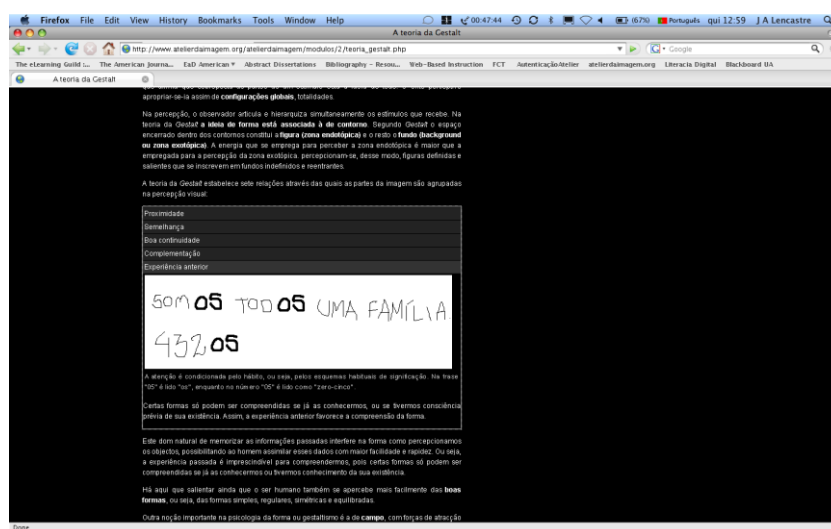 Firefox File Edit View History Bookmarks Tools Window Help 00:47:44 (67%) Português qui 12:59 J A Lencastre
A teoria da Gestalt
http://www.atelierdaimagem.org/atelierdaimagem/modulos/2/teoria_gestalt.php Google
The eLearning Guild :... The American Journa... EaD American Abstract Dissertations Bibliography - Resou... Web-Based Instruction FCT AutenticaçãoAtelier atelierdaimagem.org Literacia Digital Blackboard UA
A teoria da Gestalt
apropriar-se-ia assim de configurações globais, totalidades.
Na percepção, o observador articula e hierarquiza simultaneamente os estímulos que recebe. Na
teoria da Gestalt a ideia de forma está associada à de contorno. Segundo Gestalt o espaço
encerrado dentro dos contornos constitui a figura (zona endotópica) e o resto o fundo (background
ou zona exotópica). A energia que se emprega para perceber a zona endotópica é maior que a
empregada para a percepção da zona exotópica. percepcionam-se, desse modo, figuras definidas e
salientes que se inscrevem em fundos indefinidos e reentrantes.
A teoria da Gestalt estabelece sete relações através das quais as partes da imagem são agrupadas
na percepção visual:
Proximidade
Semelhança
Boa continuidade
Complementação
Experiência anterior
SOM05 TOD05 UMA FAMÍLIA.
43205
A atenção é condicionada pelo hábito, ou seja, pelos esquemas habituais de significação. Na frase
"05" é lido "os", enquanto no número "05" é lido como "zero-cinco".
Certas formas só podem ser compreendidas se já as conhecermos, ou se tivermos consciência
prévia de sua existência. Assim, a experiência anterior favorece a compreensão da forma.
Este dom natural de memorizar as informações passadas interfere na forma como percepcionamos
os objectos, possibilitando ao homem assimilar esses dados com maior facilidade e rapidez. Ou seja,
a experiência passada é imprescindível para compreendermos, pois certas formas só podem ser
compreendidas se já as conhecermos ou tivermos conhecimento da sua existência.
Há aqui que salientar ainda que o ser humano também se apercebe mais facilmente das boas
formas, ou seja, das formas simples, regulares, simétricas e equilibradas.
Outra noção importante na psicologia da forma ou gestaltismo é a de campo, com forças de atracção
Done